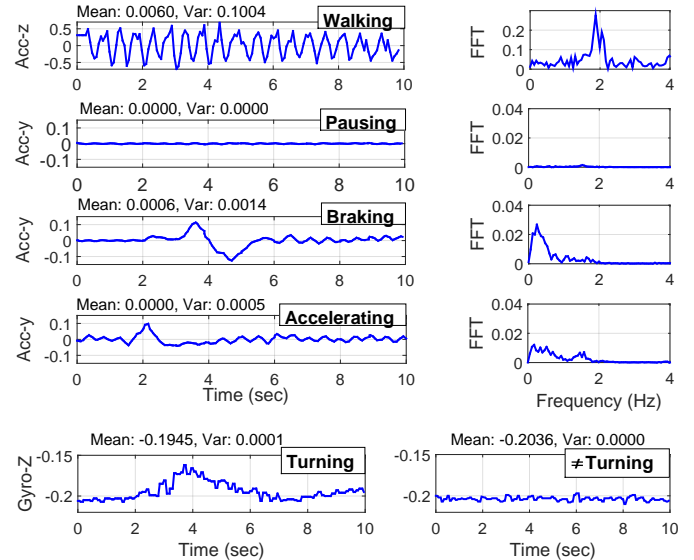 Mean: 0.0060, Var: 0.1004
Walking
Acc-z
0.5
0
-0.5
0 2 4 6 8 10
FFT
0.2
0.1
0
0 2 4
Mean: 0.0000, Var: 0.0000
Pausing
Acc-y
0.1
0
-0.1
0 2 4 6 8 10
FFT
0.04
0.02
0
0 2 4
Mean: 0.0006, Var: 0.0014
Braking
Acc-y
0.1
0
-0.1
0 2 4 6 8 10
FFT
0.04
0.02
0
0 2 4
Mean: 0.0000, Var: 0.0005
Accelerating
Acc-y
0.1
0
-0.1
0 2 4 6 8 10
Time (sec)
FFT
0.04
0.02
0
0 2 4
Frequency (Hz)
Mean: -0.1945, Var: 0.0001
Turning
Gyro-Z
-0.15
-0.2
0 2 4 6 8 10
Time (sec)
Mean: -0.2036, Var: 0.0000
≠Turning
-0.15
-0.2
0 2 4 6 8 10
Time (sec)